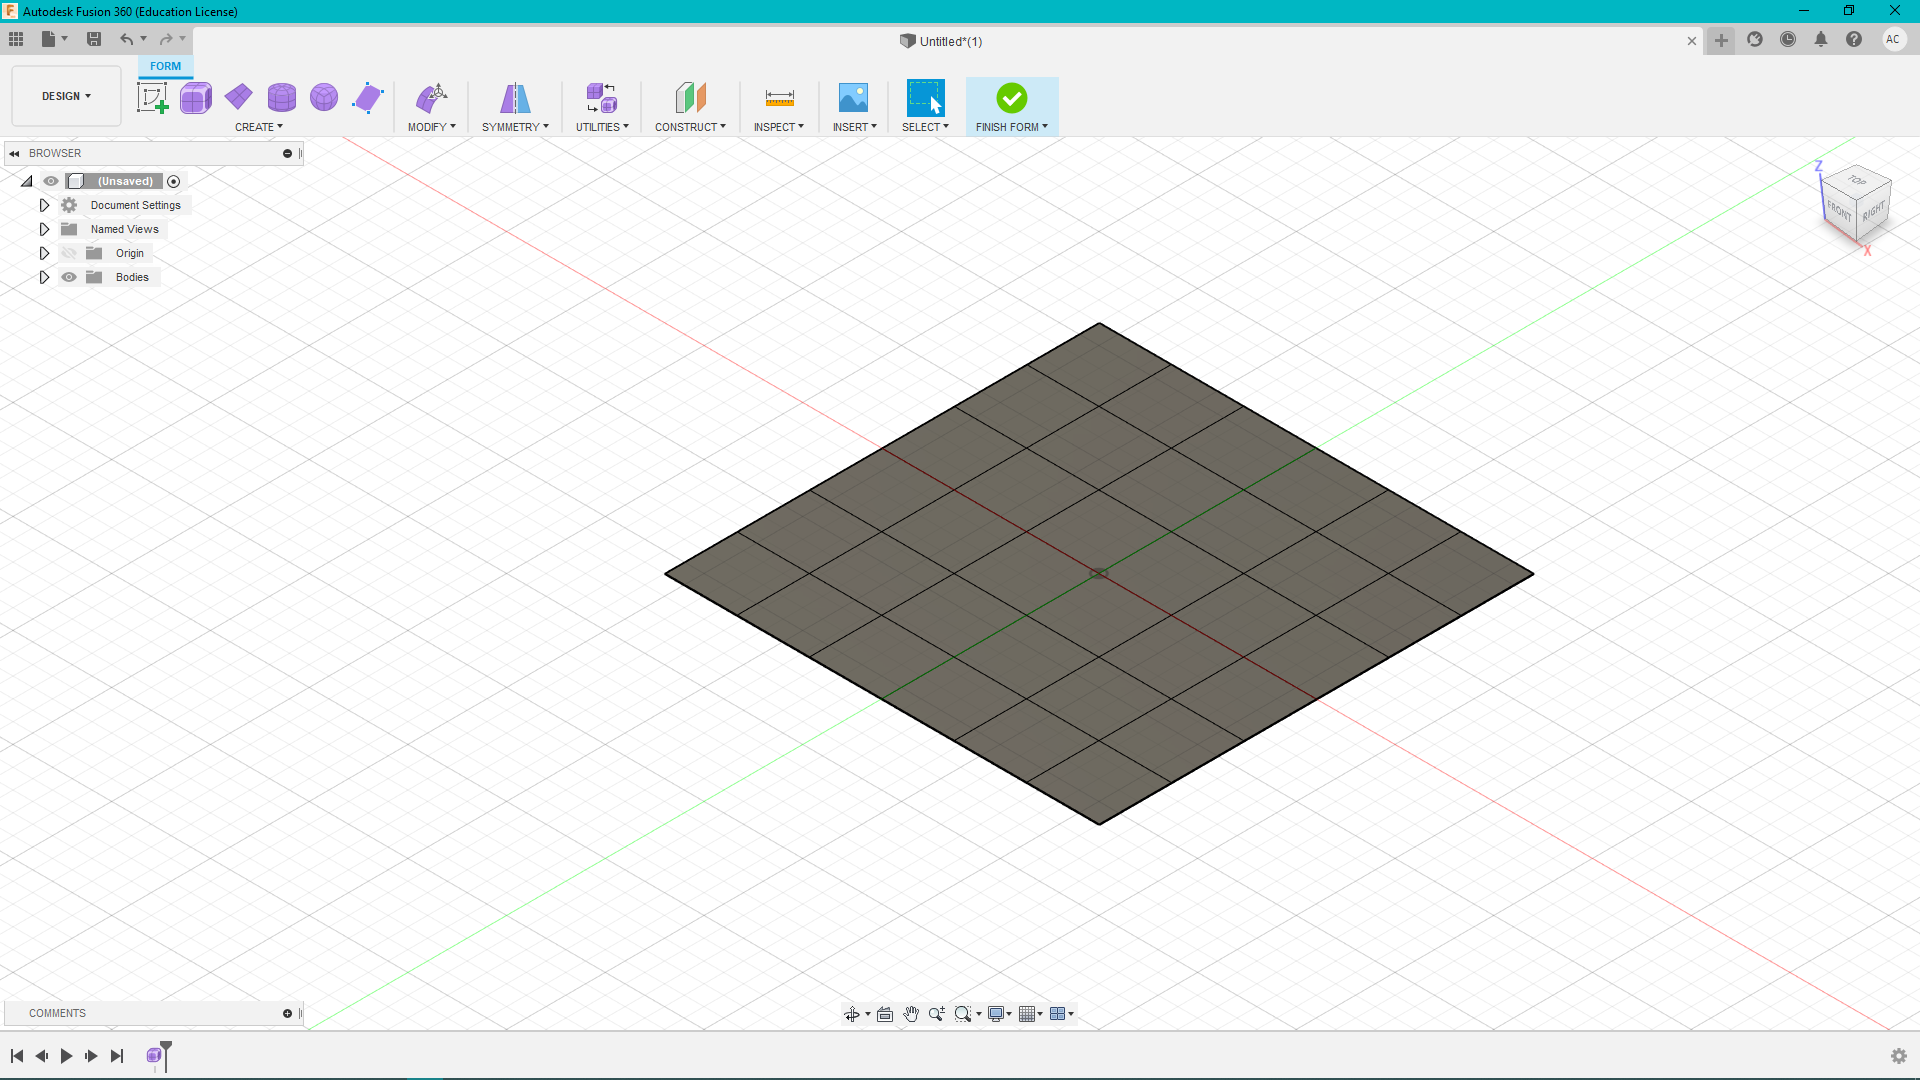 Autodesk Fusion 360 (Education License)
Untitled*(1)
AC
FORM
DESIGN
CREATE
MODIFY
SYMMETRY
UTILITIES
CONSTRUCT
INSPECT
INSERT
SELECT
FINISH FORM
BROWSER
(Unsaved)
Document Settings
Named Views
Origin
Bodies
Z
TOP
FRONT
RIGHT
X
COMMENTS